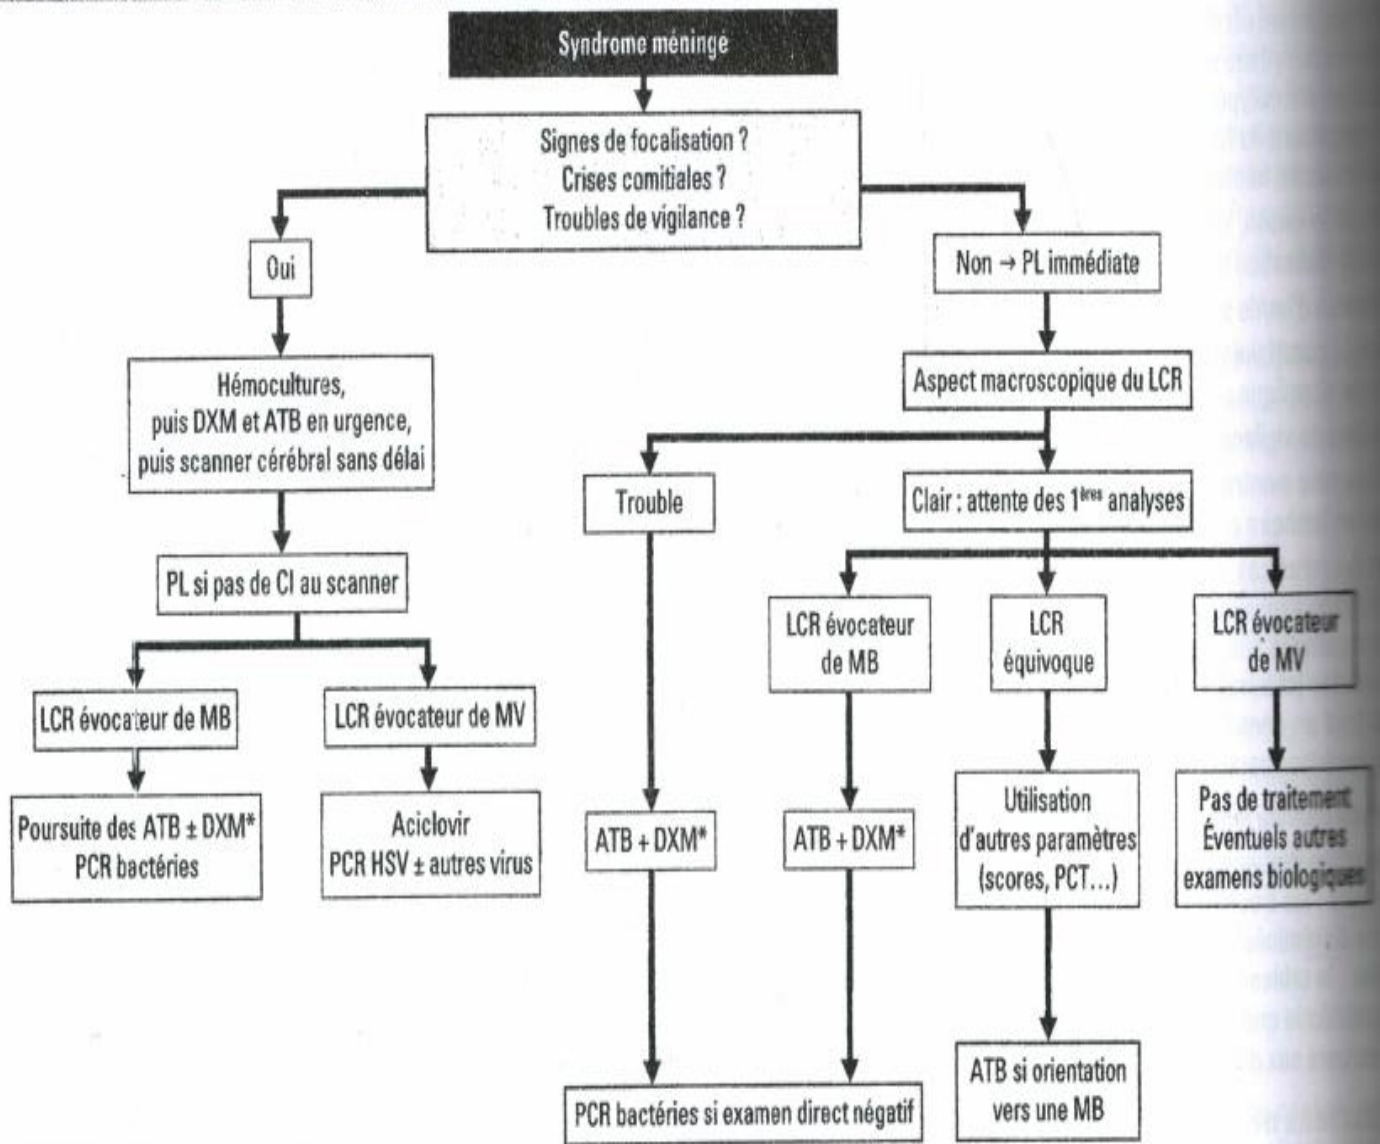 Syndrome méningé
Signes de focalisation ?
Crises comitiales ?
Troubles de vigilance ?
Oui
Non → PL immédiate
Hémocultures,
puis DXM et ATB en urgence,
puis scanner cérébral sans délai
Aspect macroscopique du LCR
Trouble
Clair : attente des 1ères analyses
PL si pas de CI au scanner
LCR évocateur
de MB
LCR
équivoque
LCR évocateur
de MV
LCR évocateur de MB
LCR évocateur de MV
Poursuite des ATB ± DXM*
PCR bactéries
Aciclovir
PCR HSV ± autres virus
ATB + DXM*
ATB + DXM*
Utilisation
d'autres paramètres
(scores, PCT...)
Pas de traitement
Éventuels autres
examens biologiques
PCR bactéries si examen direct négatif
ATB si orientation
vers une MB